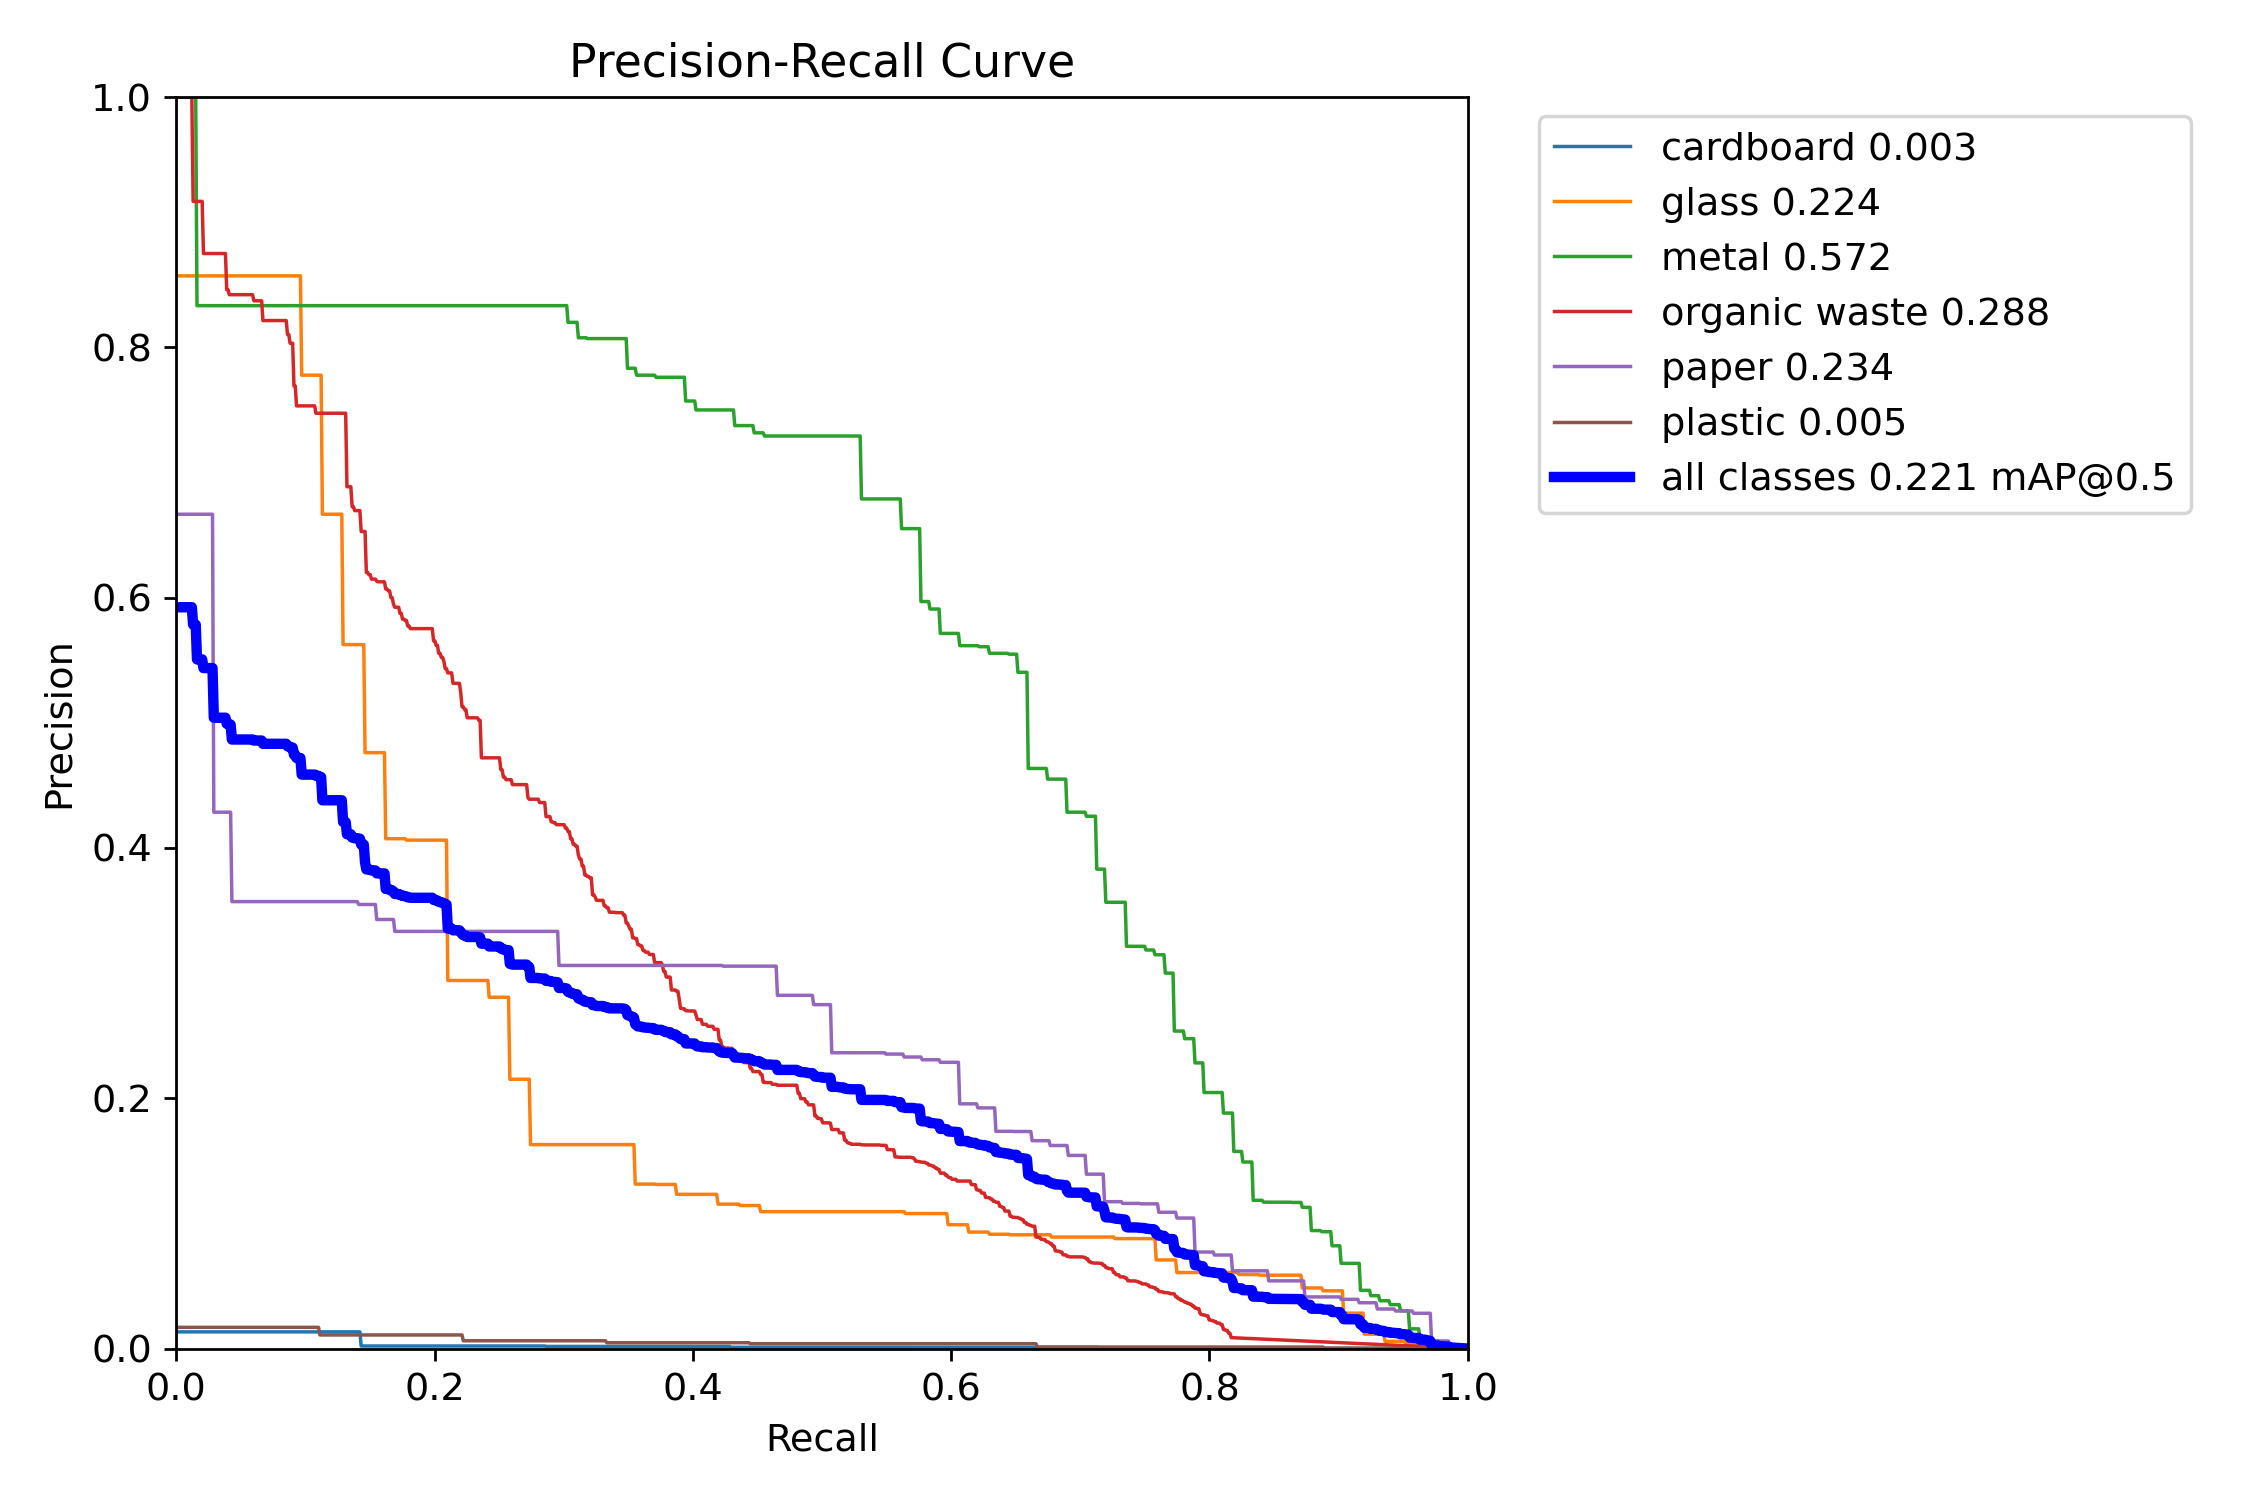 Precision-Recall Curve
1.0
0.8
0.6
0.4
0.2
0.0
Precision
0.0 0.2 0.4 0.6 0.8 1.0
Recall
cardboard 0.003
glass 0.224
metal 0.572
organic waste 0.288
paper 0.234
plastic 0.005
all classes 0.221 mAP@0.5